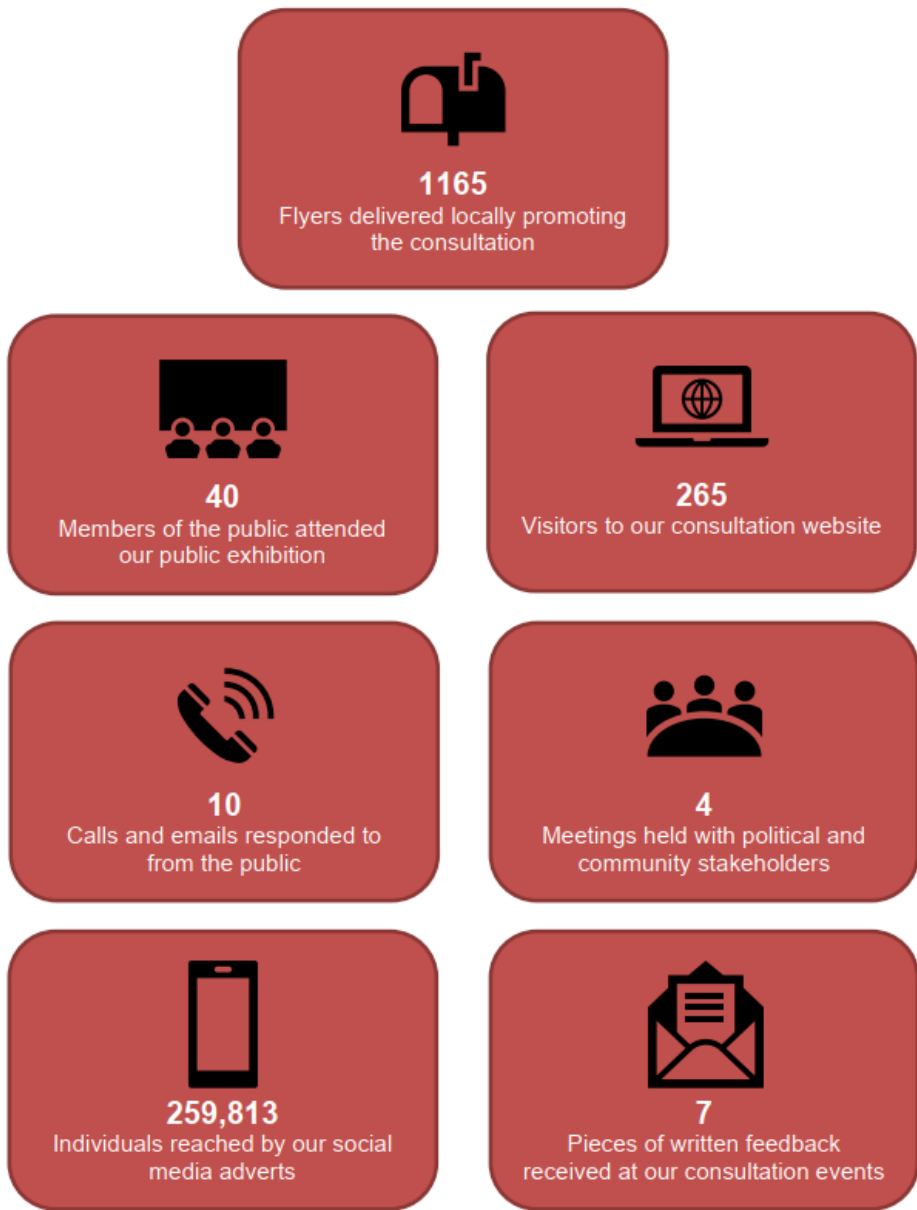 1165
Flyers delivered locally promoting
the consultation
40
Members of the public attended
our public exhibition
265
Visitors to our consultation website
10
Calls and emails responded to
from the public
4
Meetings held with political and
community stakeholders
259,813
Individuals reached by our social
media adverts
7
Pieces of written feedback
received at our consultation events